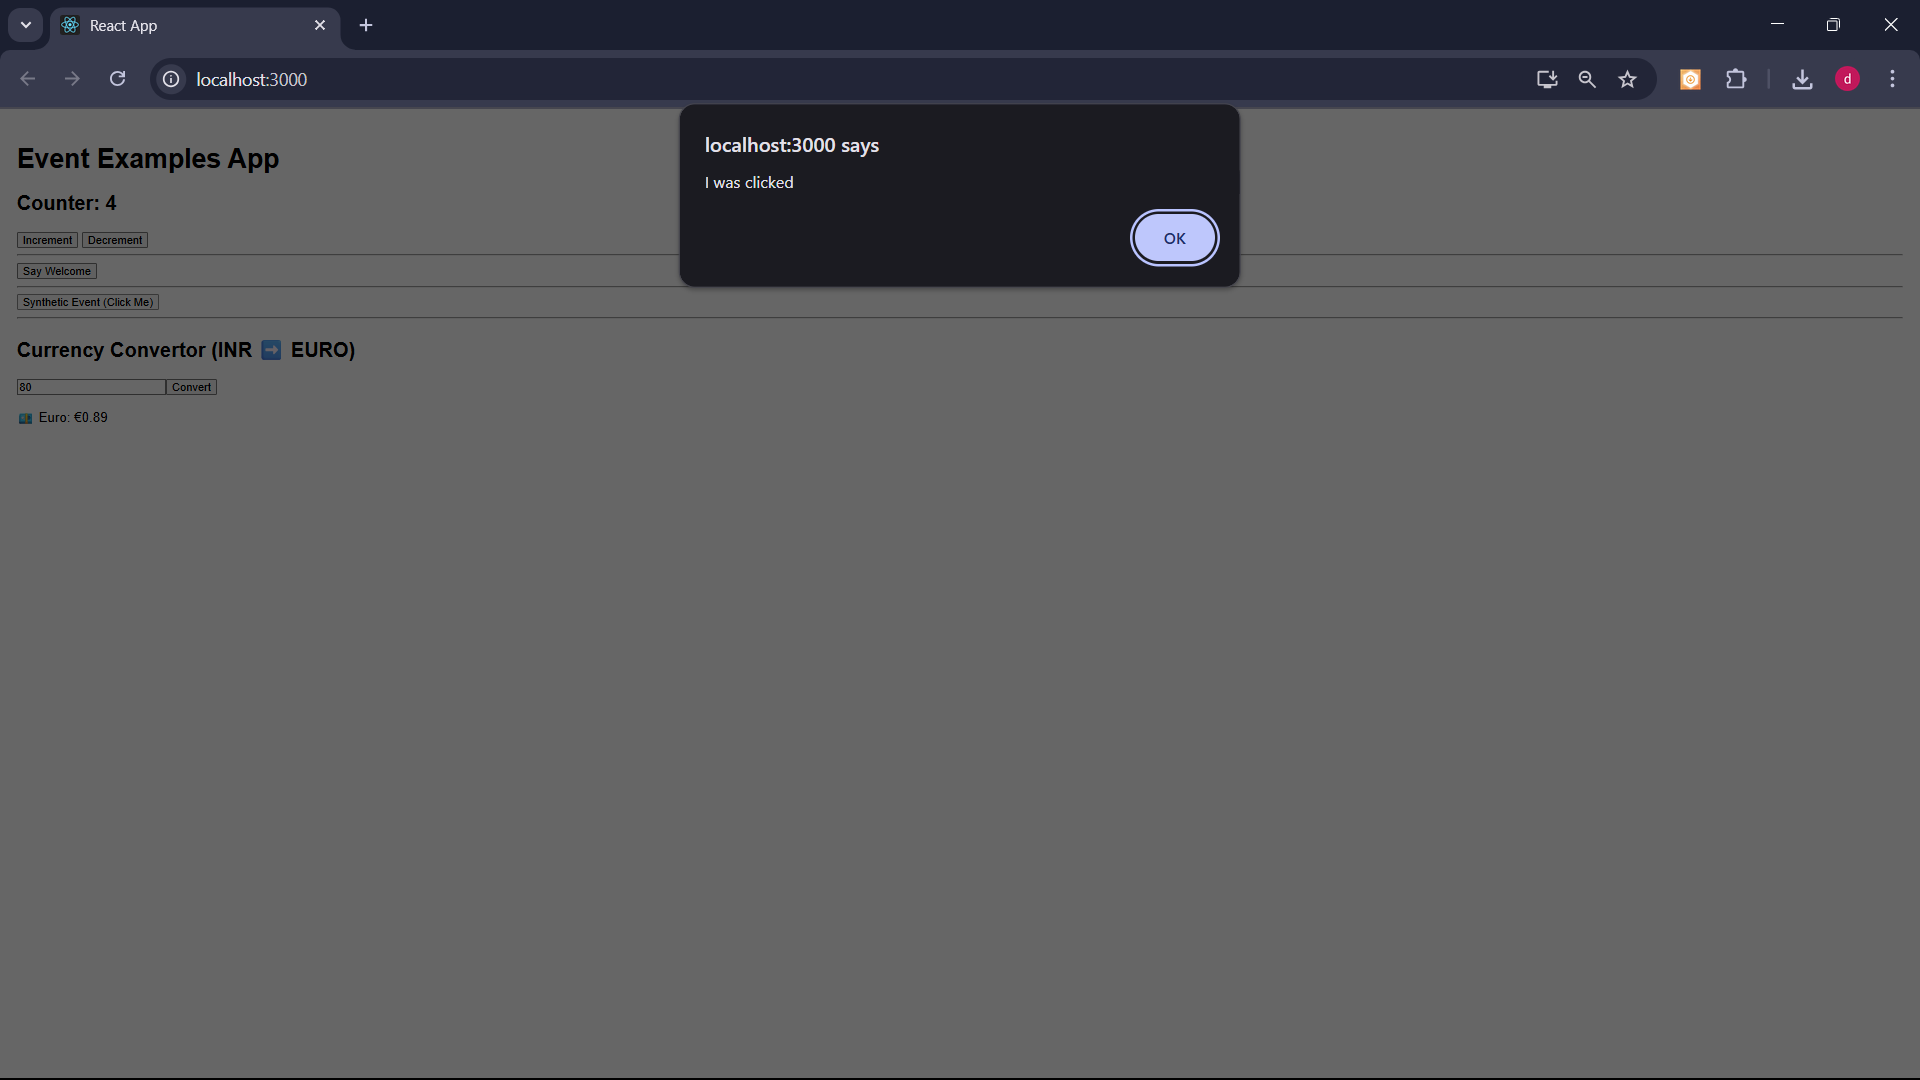 React App
localhost:3000
d
localhost:3000 says
I was clicked
OK
Event Examples App
Counter: 4
Increment Decrement
Say Welcome
Synthetic Event (Click Me)
Currency Convertor (INR ➡️ EURO)
80 Convert
💶 Euro: €0.89